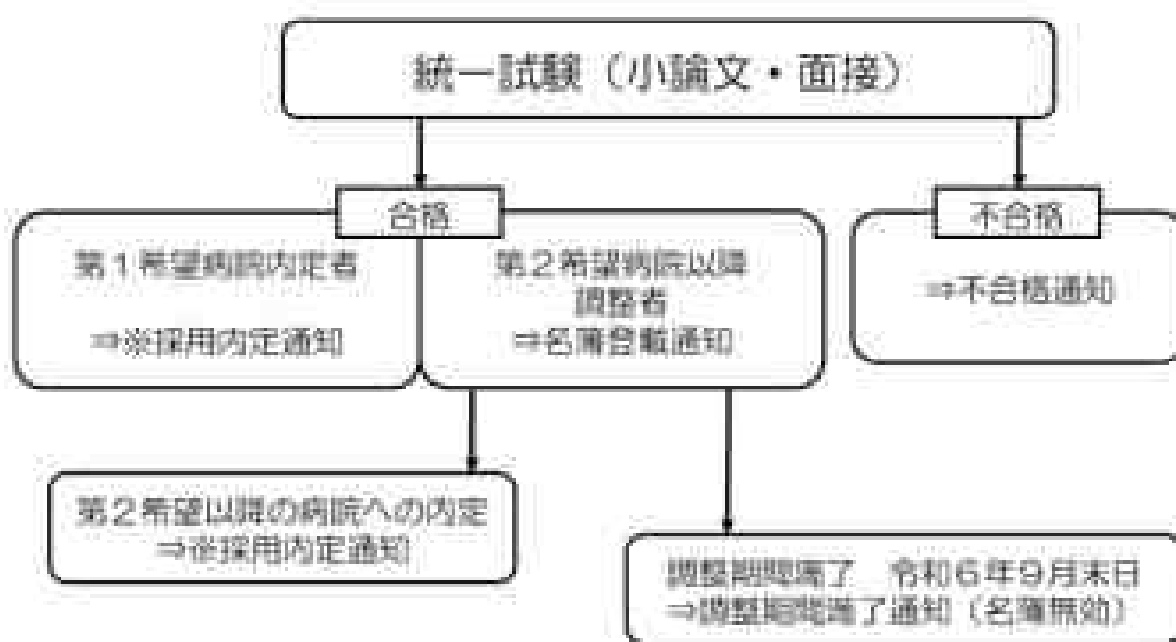 統一試験（小論文・面接）
合格
不合格
第１希望病院内定者
⇒※採用内定通知
第２希望病院以降
調整者
⇒名簿登載通知
⇒不合格通知
第２希望以降の病院への内定
⇒※採用内定通知
調整期間満了　令和６年９月末日
⇒調整期間満了通知（名簿無効）